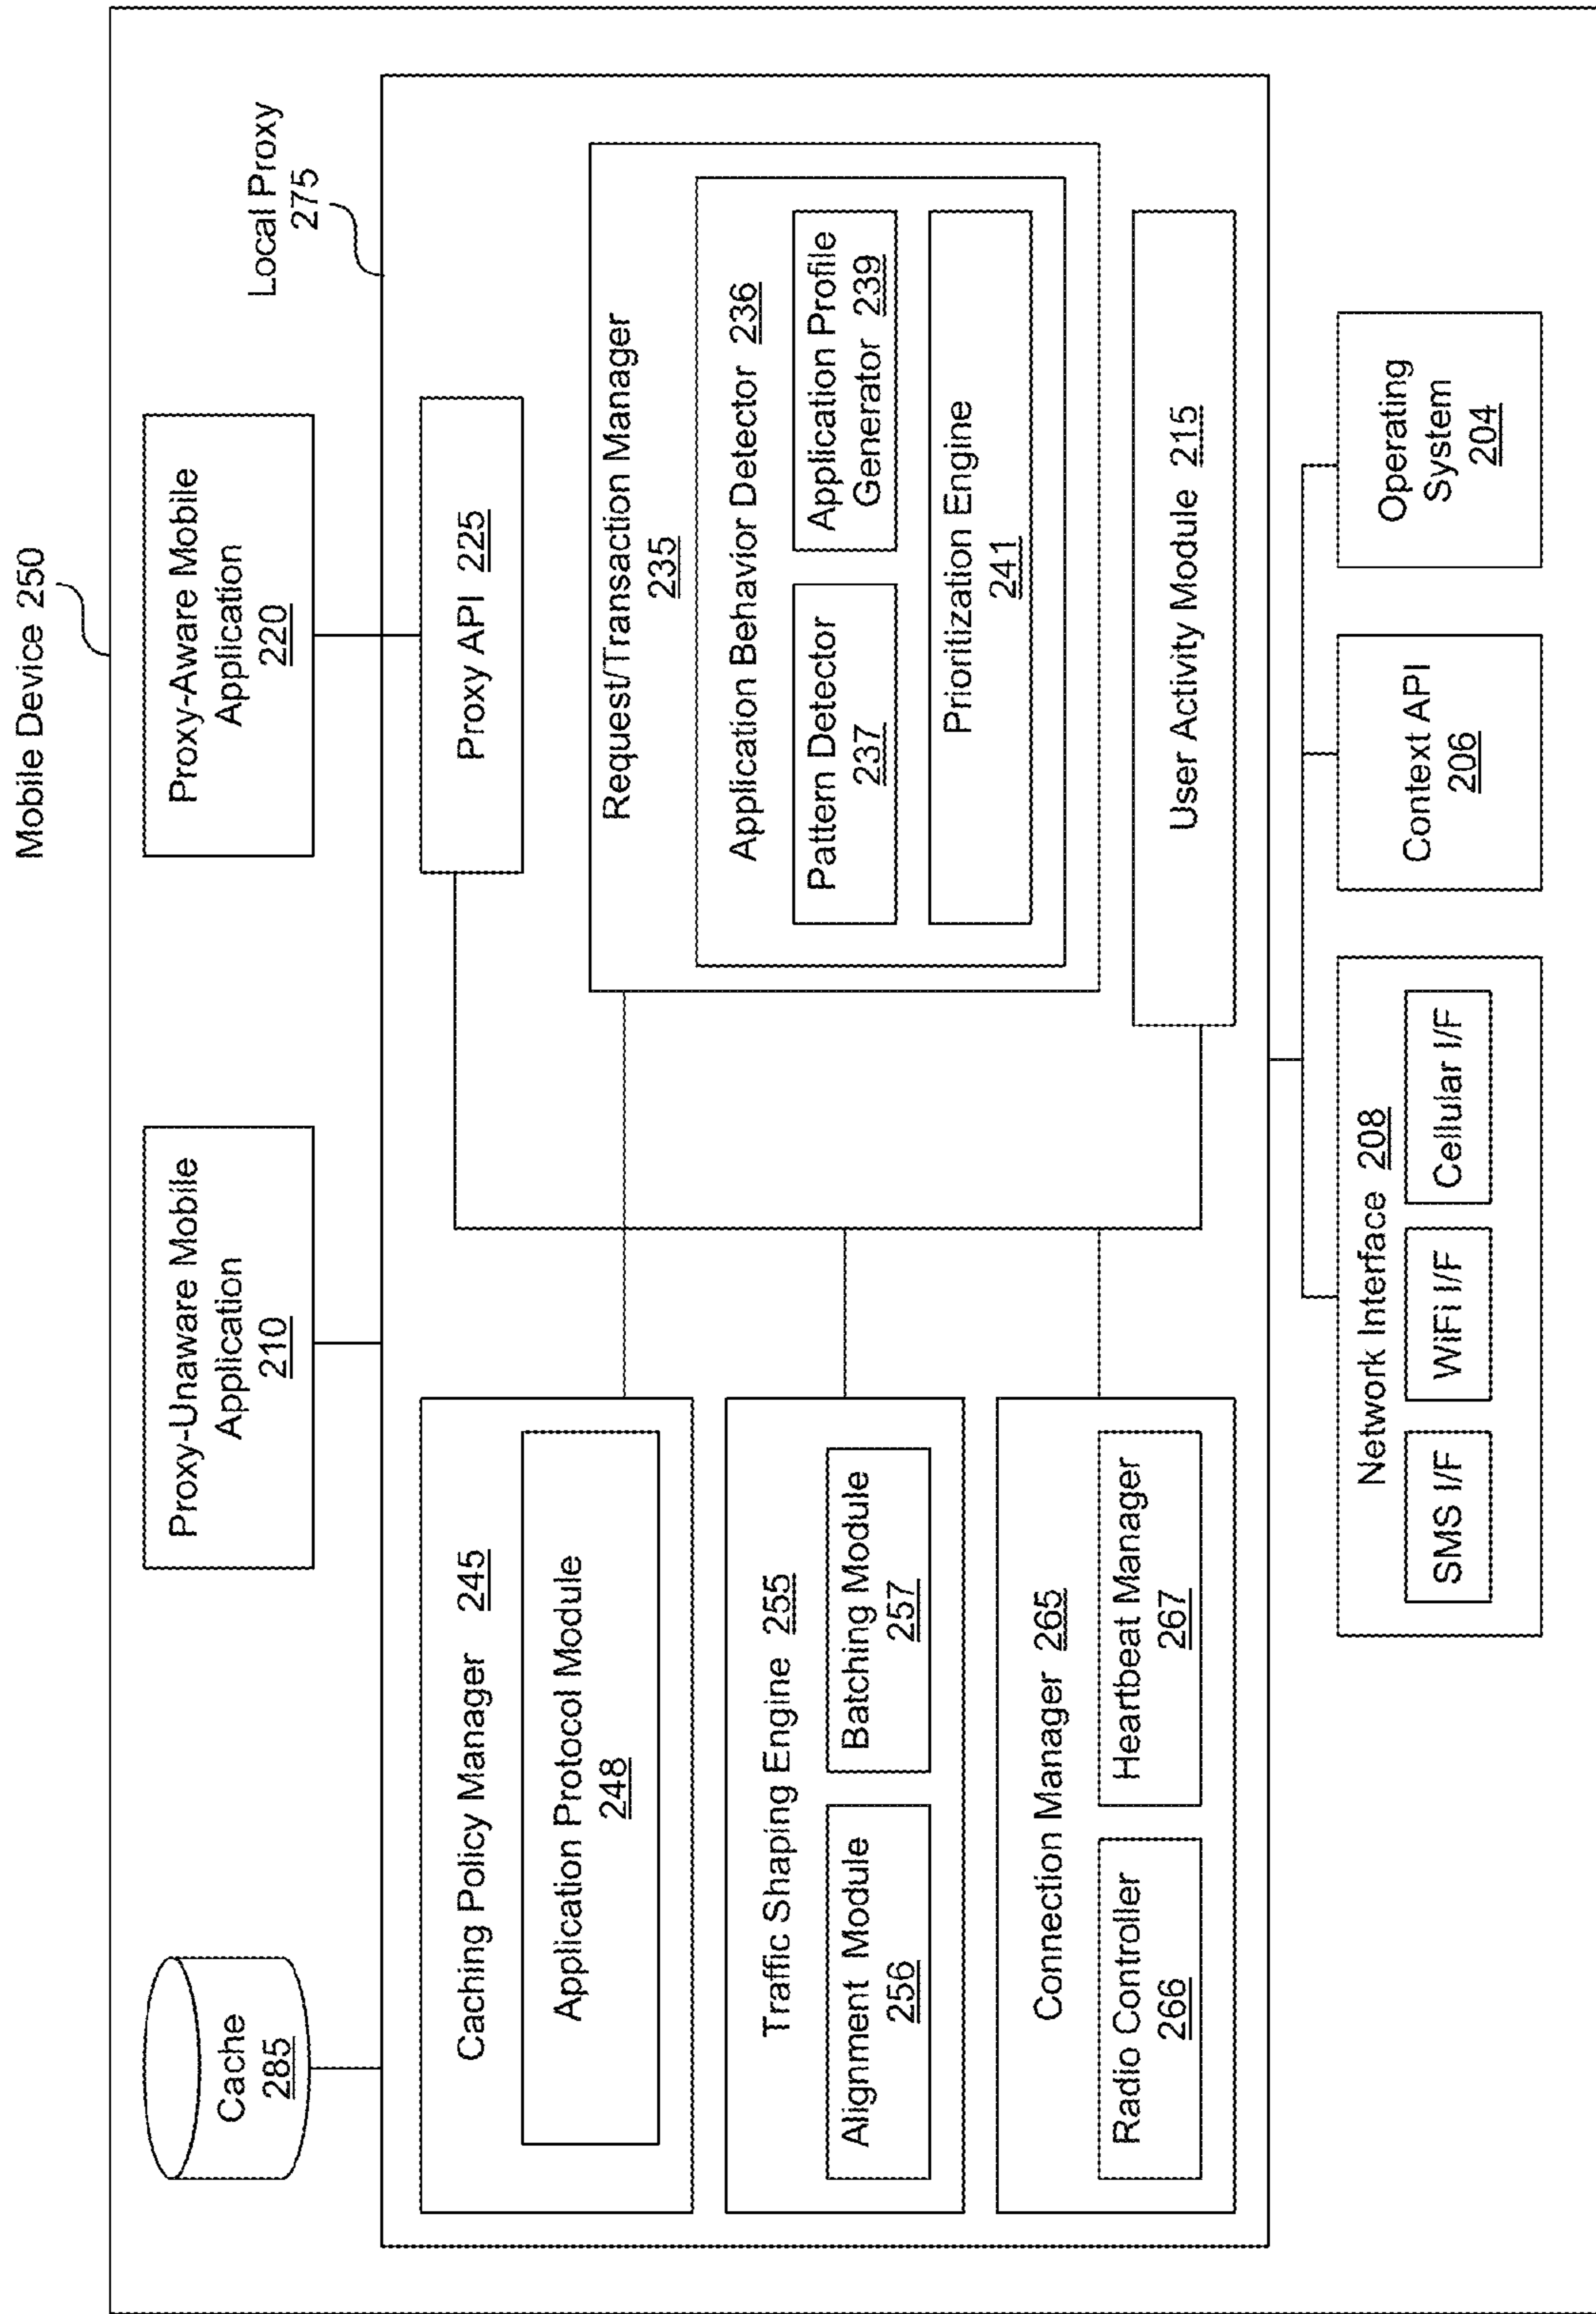 Mobile Device 250
Local Proxy
275
Cache
285
Proxy-Unaware Mobile
Application
210
Proxy-Aware Mobile
Application
220
Caching Policy Manager 245
Application Protocol Module
248
Traffic Shaping Engine 255
Alignment Module
256
Batching Module
257
Connection Manager 265
Radio Controller
266
Heartbeat Manager
267
Proxy API 225
Request/Transaction Manager
235
Application Behavior Detector 236
Pattern Detector
237
Application Profile
Generator 239
Prioritization Engine
241
User Activity Module 215
Network Interface 208
SMS I/F
WiFi I/F
Cellular I/F
Context API
206
Operating
System
204